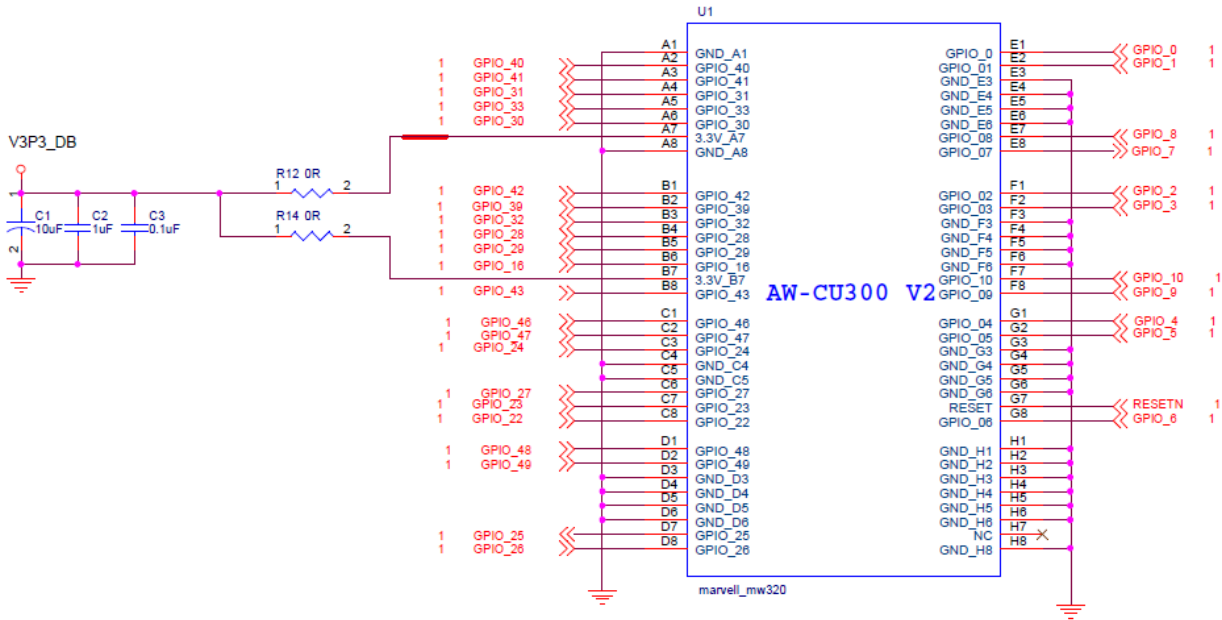 U1
A1 GND_A1 GPIO_0 E1 GPIO_0 1
1 GPIO_40 A2 GPIO_40 GPIO_01 E2 GPIO_1 1
1 GPIO_41 A3 GPIO_41 GND_E3 E3
1 GPIO_31 A4 GPIO_31 GND_E4 E4
1 GPIO_33 A5 GPIO_33 GND_E5 E5
1 GPIO_30 A6 GPIO_30 GND_E6 E6
A7 3.3V_A7 GPIO_08 E7 GPIO_8 1
A8 GND_A8 GPIO_07 E8 GPIO_7 1
V3P3_DB
R12 0R
1 2
1 GPIO_42 B1 GPIO_42 GPIO_02 F1 GPIO_2 1
1 GPIO_39 B2 GPIO_39 GPIO_03 F2 GPIO_3 1
1 GPIO_32 B3 GPIO_32 GND_F3 F3
1 GPIO_28 B4 GPIO_28 GND_F4 F4
1 GPIO_29 B5 GPIO_29 GND_F5 F5
1 GPIO_16 B6 GPIO_16 GND_F6 F6
B7 3.3V_B7 GPIO_10 F7 GPIO_10 1
1 GPIO_43 B8 GPIO_43 GPIO_09 F8 GPIO_9 1
R14 0R
1 2
1
C1 C2 C3
10uF 1uF 0.1uF
2
AW-CU300 V2
1 GPIO_46 C1 GPIO_46 GPIO_04 G1 GPIO_4 1
1 GPIO_47 C2 GPIO_47 GPIO_05 G2 GPIO_5 1
1 GPIO_24 C3 GPIO_24 GND_G3 G3
C4 GND_C4 GND_G4 G4
C5 GND_C5 GND_G5 G5
1 GPIO_27 C6 GPIO_27 GND_G6 G6
1 GPIO_23 C7 GPIO_23 RESET G7 RESETN 1
1 GPIO_22 C8 GPIO_22 GPIO_06 G8 GPIO_6 1
1 GPIO_48 D1 GPIO_48 GND_H1 H1
1 GPIO_49 D2 GPIO_49 GND_H2 H2
D3 GND_D3 GND_H3 H3
D4 GND_D4 GND_H4 H4
D5 GND_D5 GND_H5 H5
D6 GND_D6 GND_H6 H6
1 GPIO_25 D7 GPIO_25 NC H7
1 GPIO_26 D8 GPIO_26 GND_H8 H8
marvell_mw320